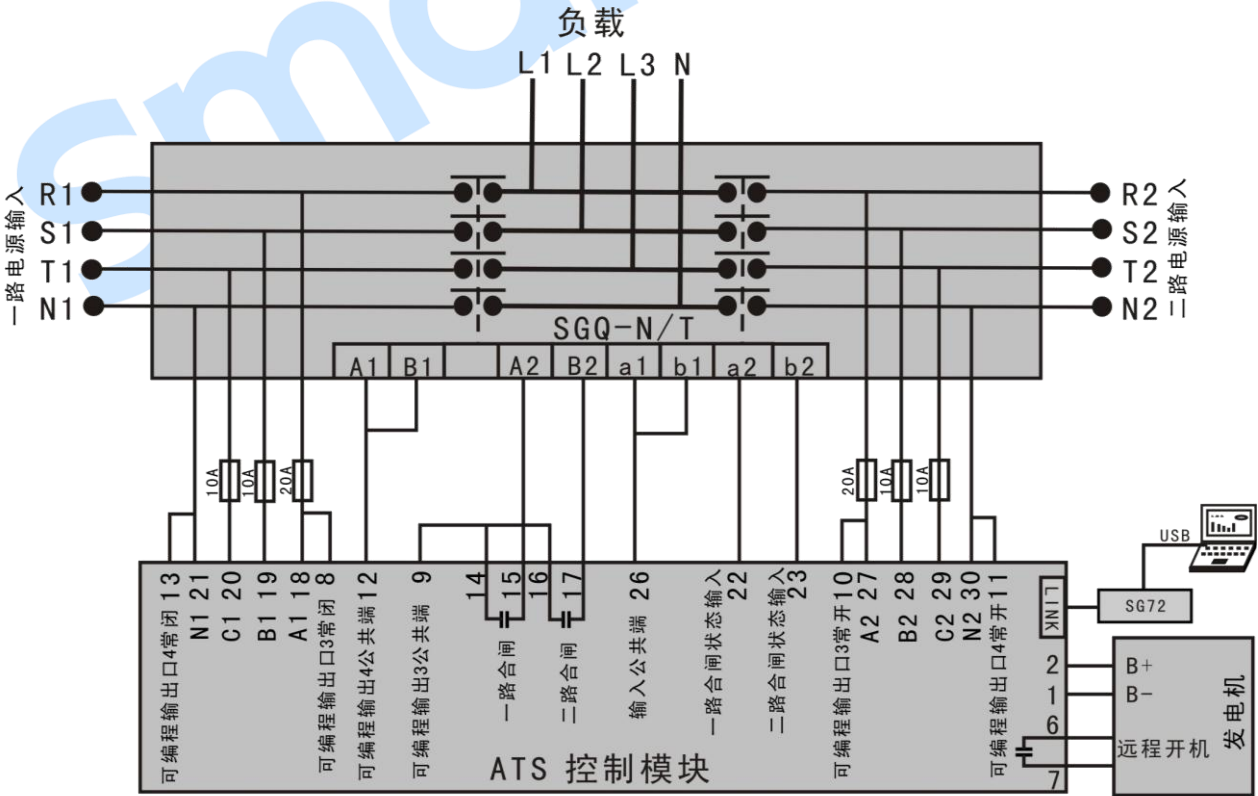 Smar
负载
L1 L2 L3 N
一路电源输入
R1
S1
T1
N1
R2
S2
T2
N2
二路电源输入
SGQ-N/T
A1 B1 A2 B2 a1 b1 a2 b2
10A 10A 20A
20A 10A 10A
USB
SG72
LINK
可编程输出口4常闭 13
N1 21
C1 20
B1 19
A1 18
可编程输出口3常闭 8
可编程输出4公共端 12
可编程输出3公共端 9
14
一路合闸 15
16
二路合闸 17
输入公共端 26
一路合闸状态输入 22
二路合闸状态输入 23
可编程输出口3常开 10
A2 27
B2 28
C2 29
N2 30
可编程输出口4常开 11
2
1
6
7
B+
B-
远程开机
发电机
ATS 控制模块